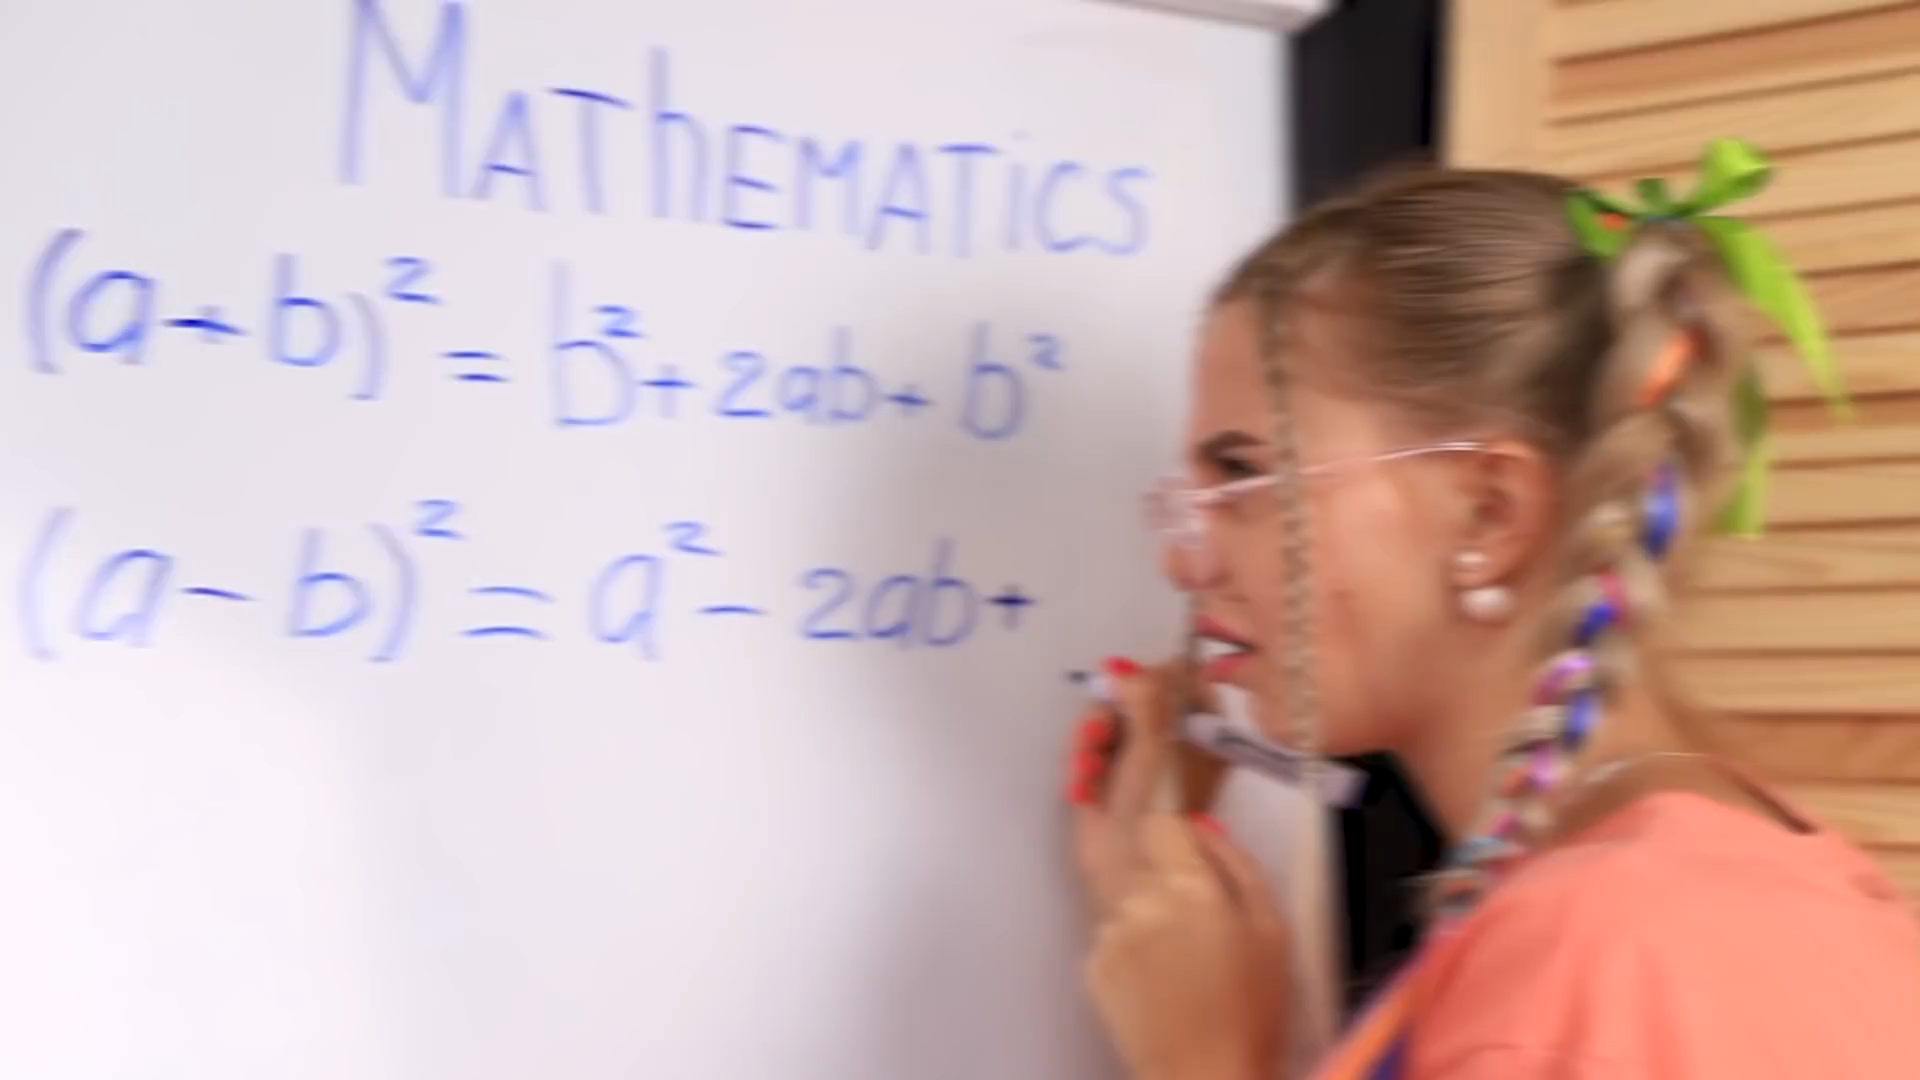 MAThEMATiCS
(a+b)² = b²+2ab+ b²
(a-b)² = a² - 2ab+